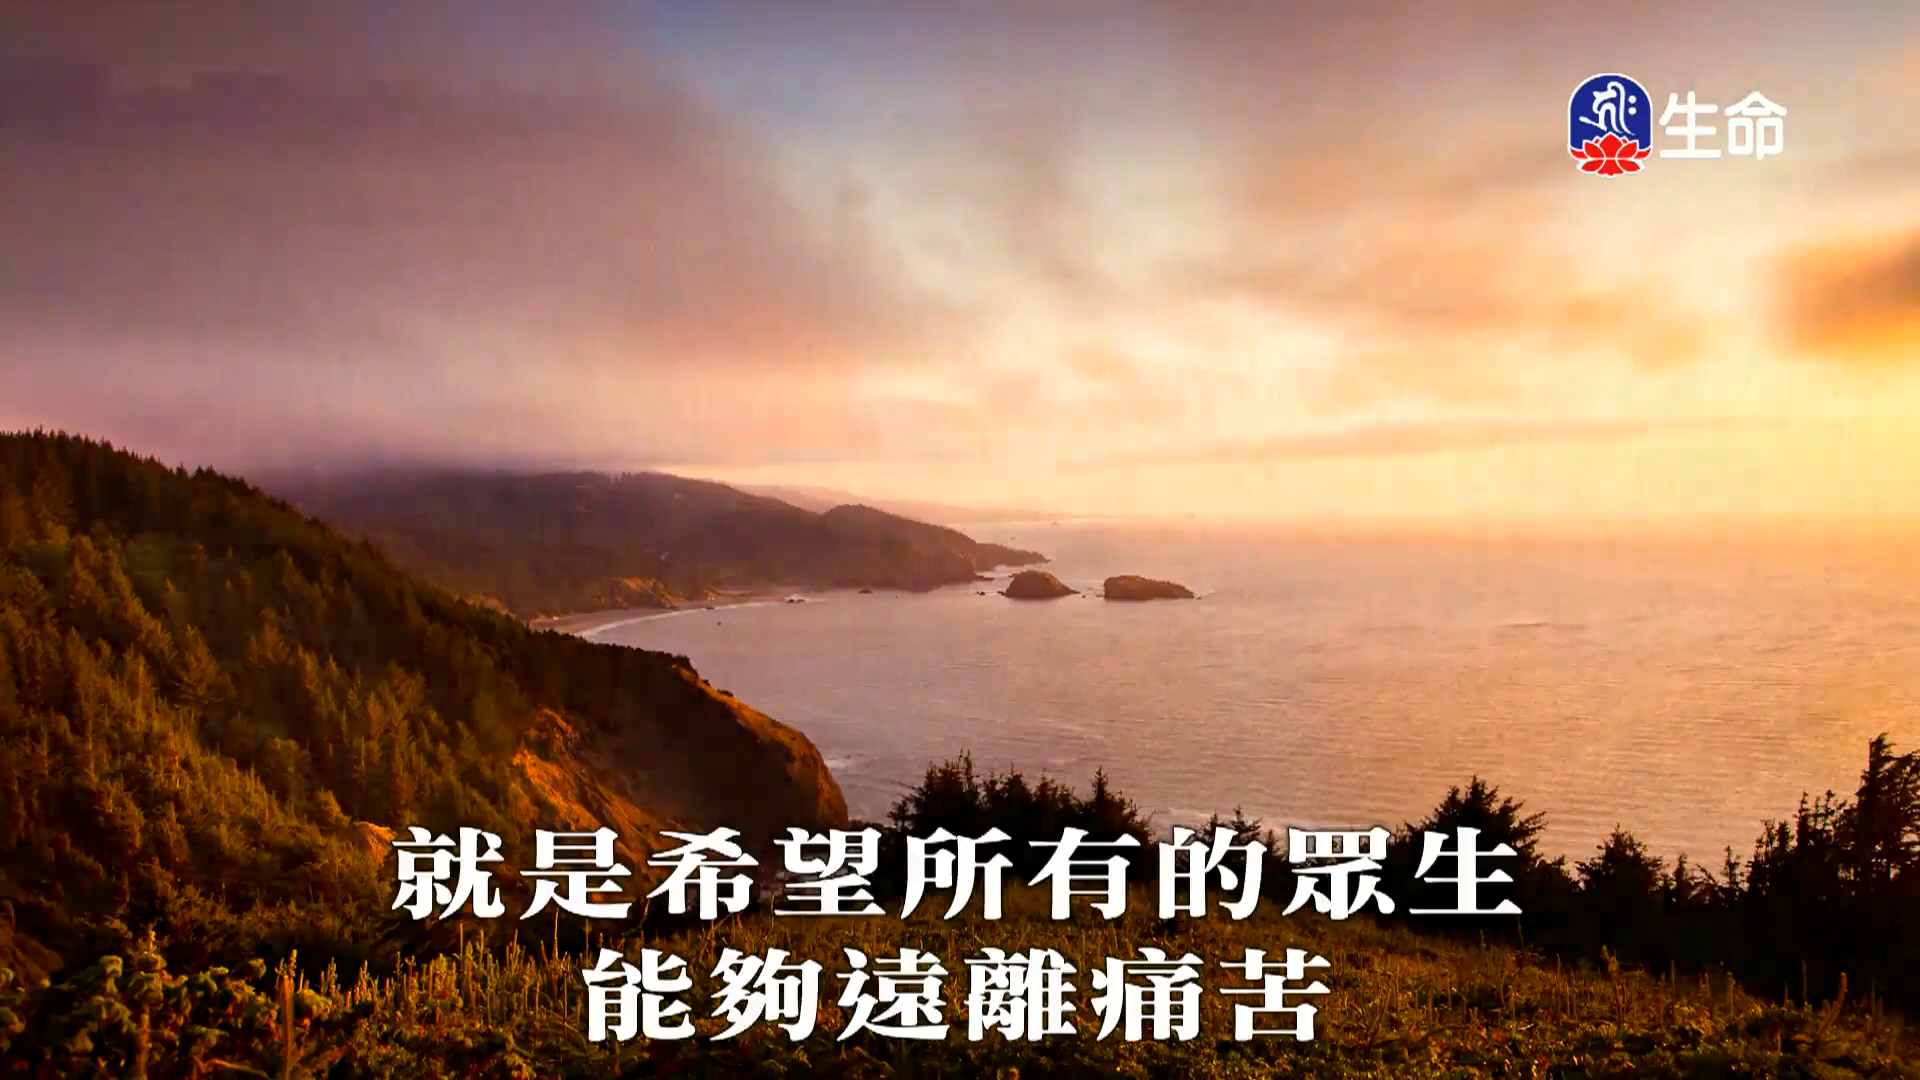 生命
就是希望所有的眾生
能夠遠離痛苦